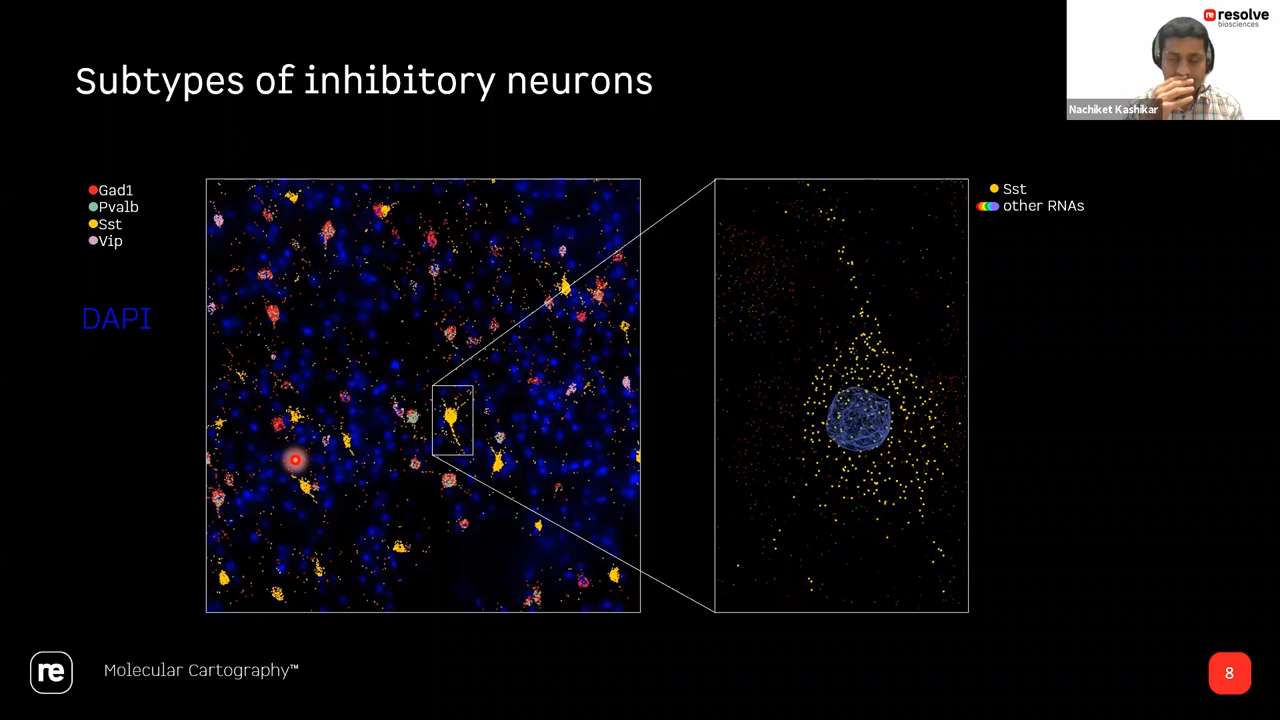 re resolve
biosciences
Nachiket Kashikar
Subtypes of inhibitory neurons
Gad1
Pvalb
Sst
Vip
DAPI
Sst
other RNAs
re
Molecular Cartography™
8